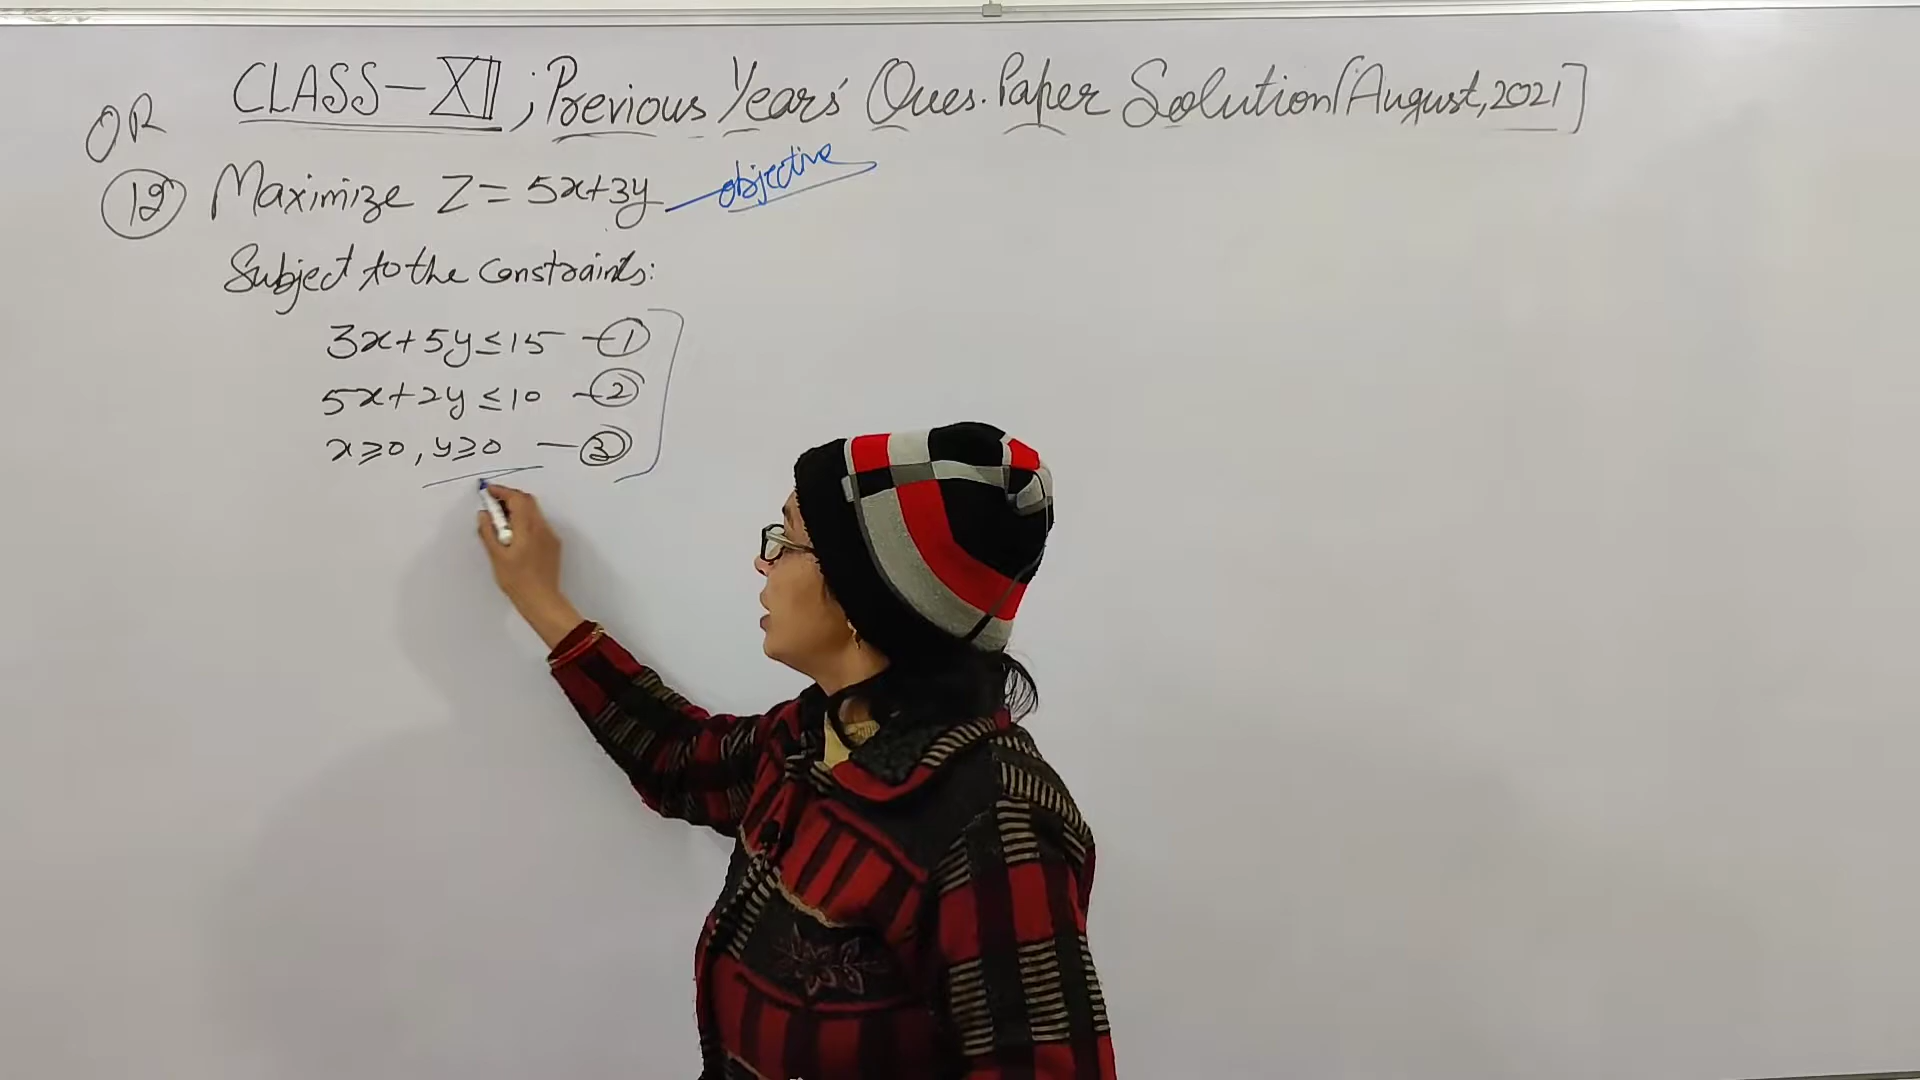 CLASS-XII; Previous Years' Ques. Paper Solution [August, 2021]
OR
12 Maximize Z = 5x+3y objective
Subject to the Constraints:
3x+5y≤15 - 1
5x+2y≤10 - 2
x≥0, y≥0 - 3